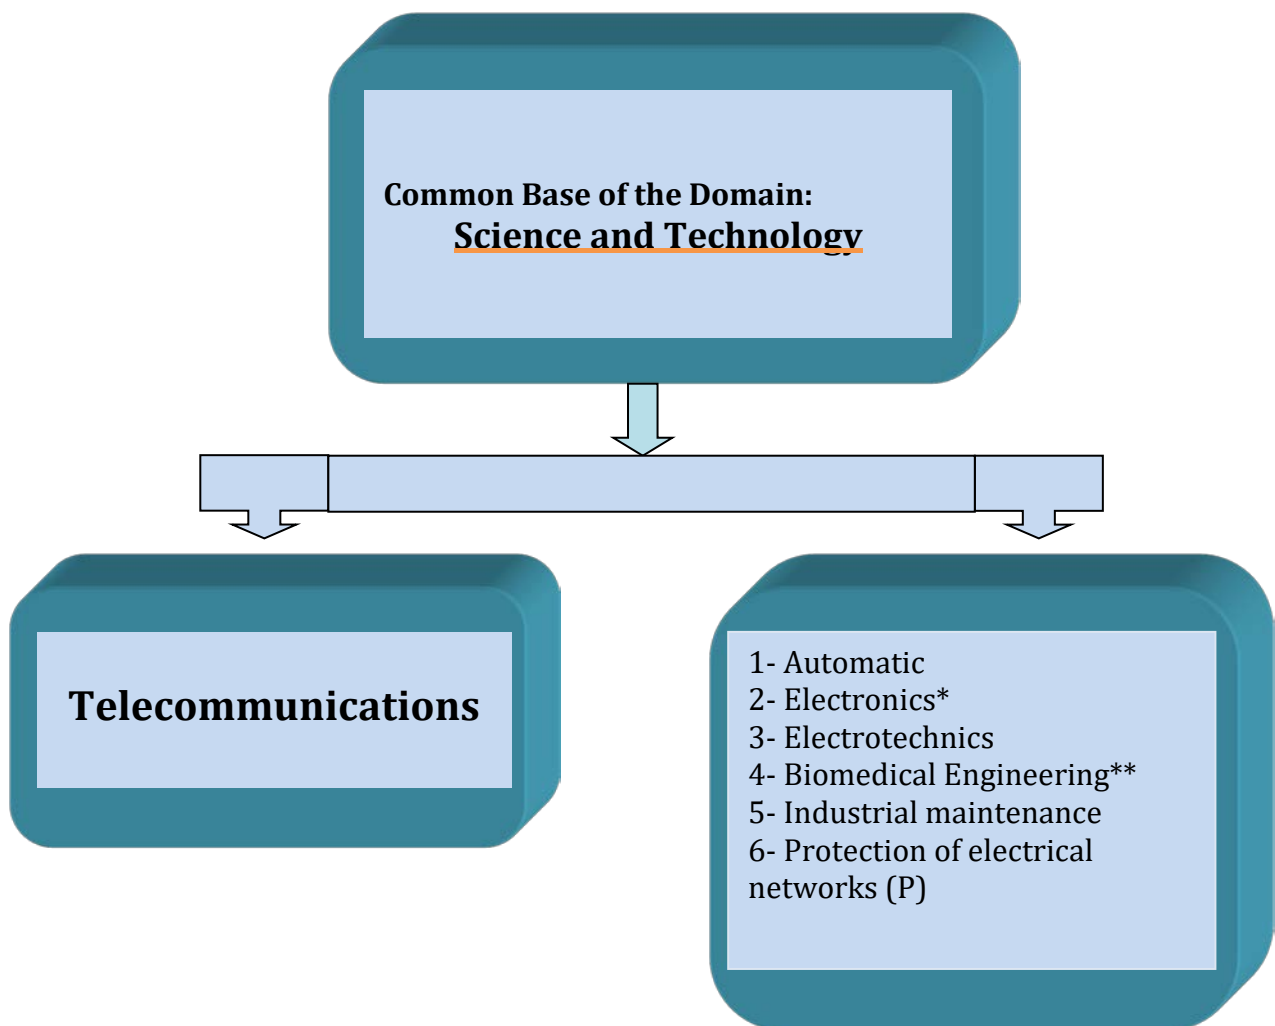 Common Base of the Domain:
Science and Technology
Telecommunications
1- Automatic
2- Electronics*
3- Electrotechnics
4- Biomedical Engineering**
5- Industrial maintenance
6- Protection of electrical
networks (P)